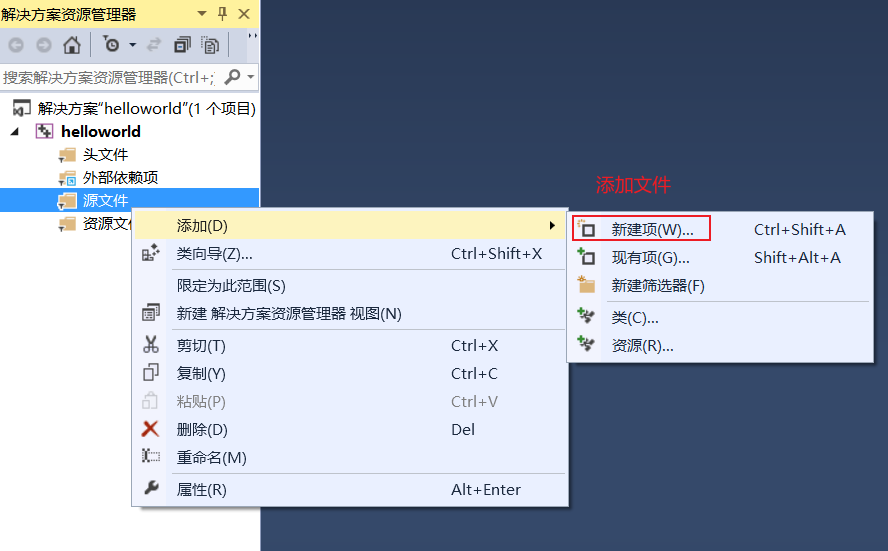 解决方案资源管理器
搜索解决方案资源管理器(Ctrl+;)
解决方案"helloworld"(1 个项目)
helloworld
头文件
外部依赖项
源文件
资源文
添加(D)
类向导(Z)... Ctrl+Shift+X
限定为此范围(S)
新建 解决方案资源管理器 视图(N)
剪切(T) Ctrl+X
复制(Y) Ctrl+C
粘贴(P) Ctrl+V
删除(D) Del
重命名(M)
属性(R) Alt+Enter
添加文件
新建项(W)... Ctrl+Shift+A
现有项(G)... Shift+Alt+A
新建筛选器(F)
类(C)...
资源(R)...